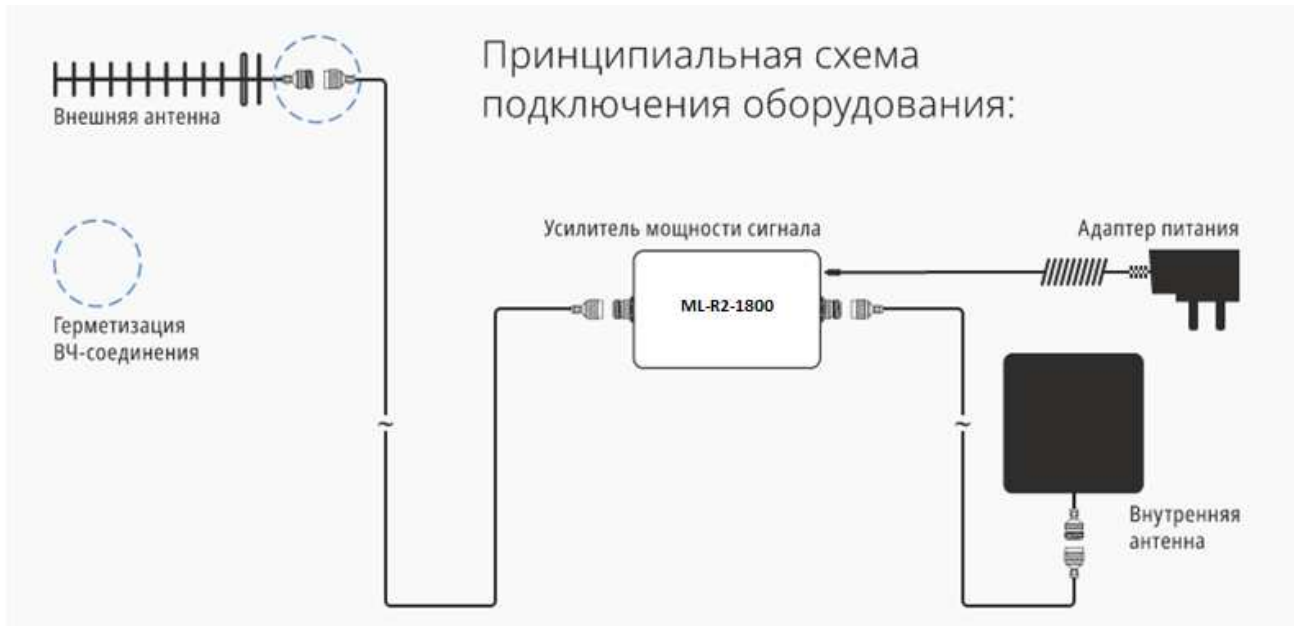 Принципиальная схема
подключения оборудования:
Внешняя антенна
Усилитель мощности сигнала
Адаптер питания
ML-R2-1800
Герметизация
ВЧ-соединения
~
~
Внутренняя
антенна